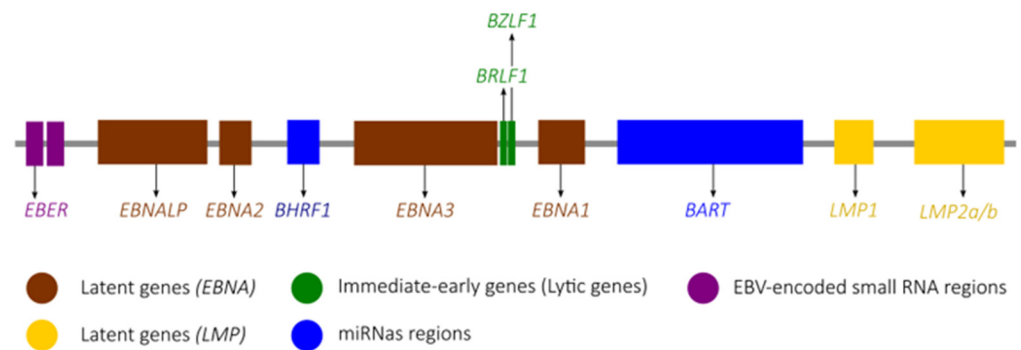 BZLF1
BRLF1
EBER EBNALP EBNA2 BHRF1 EBNA3 EBNA1 BART LMP1 LMP2a/b
Latent genes (EBNA) Immediate-early genes (Lytic genes) EBV-encoded small RNA regions
Latent genes (LMP) miRNas regions